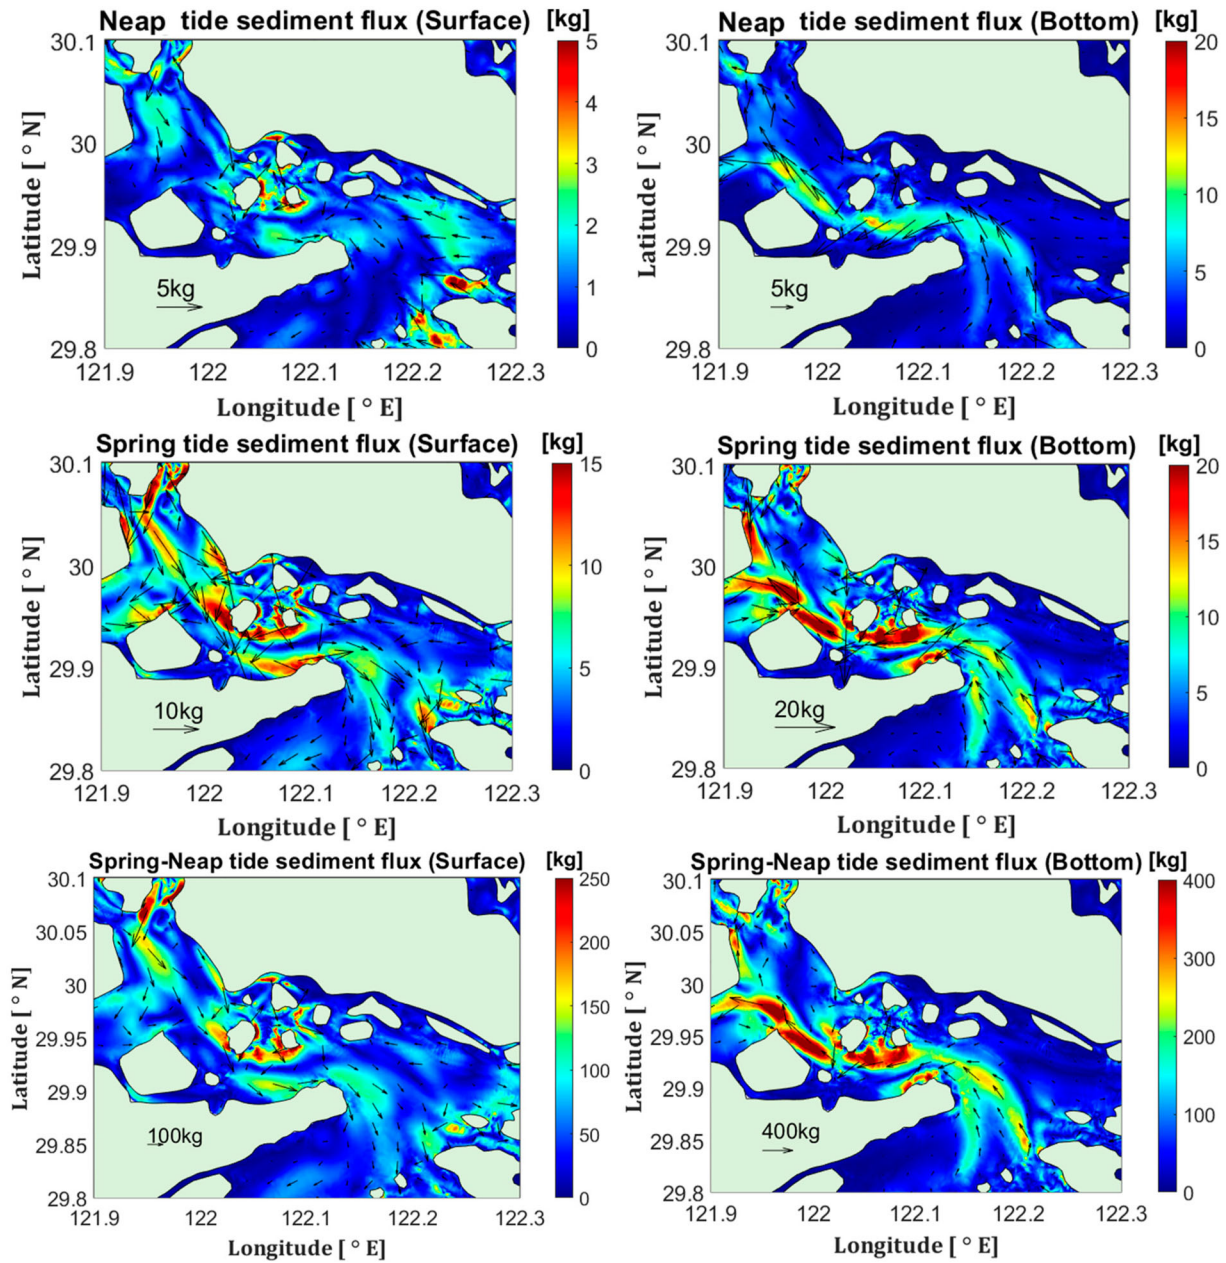 Neap tide sediment flux (Surface) [kg]
30.1
30
29.9
29.8
Latitude [ ° N]
5kg
121.9 122 122.1 122.2 122.3
Longitude [ ° E]
5
4
3
2
1
0
Neap tide sediment flux (Bottom) [kg]
30.1
30
29.9
29.8
Latitude [ ° N]
5kg
121.9 122 122.1 122.2 122.3
Longitude [ ° E]
20
15
10
5
0
Spring tide sediment flux (Surface) [kg]
30.1
30
29.9
29.8
Latitude [ ° N]
10kg
121.9 122 122.1 122.2 122.3
Longitude [ ° E]
15
10
5
0
Spring tide sediment flux (Bottom) [kg]
30.1
30
29.9
29.8
Latitude [ ° N]
20kg
121.9 122 122.1 122.2 122.3
Longitude [ ° E]
20
15
10
5
0
Spring-Neap tide sediment flux (Surface) [kg]
30.1
30.05
30
29.95
29.9
29.85
29.8
Latitude [ ° N]
100kg
121.9 122 122.1 122.2 122.3
Longitude [ ° E]
250
200
150
100
50
0
Spring-Neap tide sediment flux (Bottom) [kg]
30.1
30.05
30
29.95
29.9
29.85
29.8
Latitude [ ° N]
400kg
121.9 122 122.1 122.2 122.3
Longitude [ ° E]
400
300
200
100
0